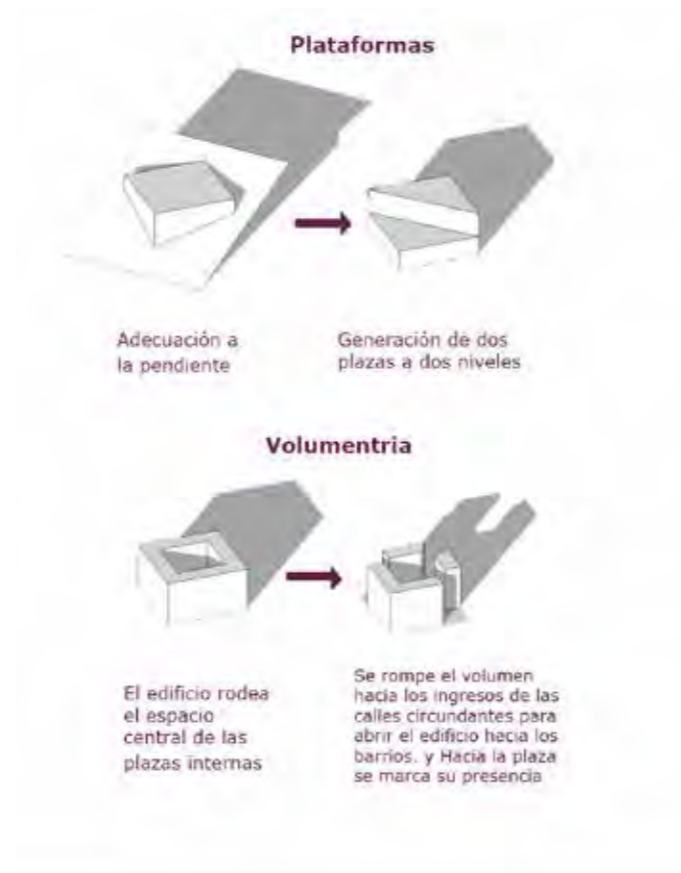 Plataformas
Adecuación a
la pendiente
Generación de dos
plazas a dos niveles
Volumentria
El edificio rodea
el espacio
central de las
plazas internas
Se rompe el volumen
hacia los ingresos de las
calles circundantes para
abrir el edificio hacia los
barrios. y Hacia la plaza
se marca su presencia